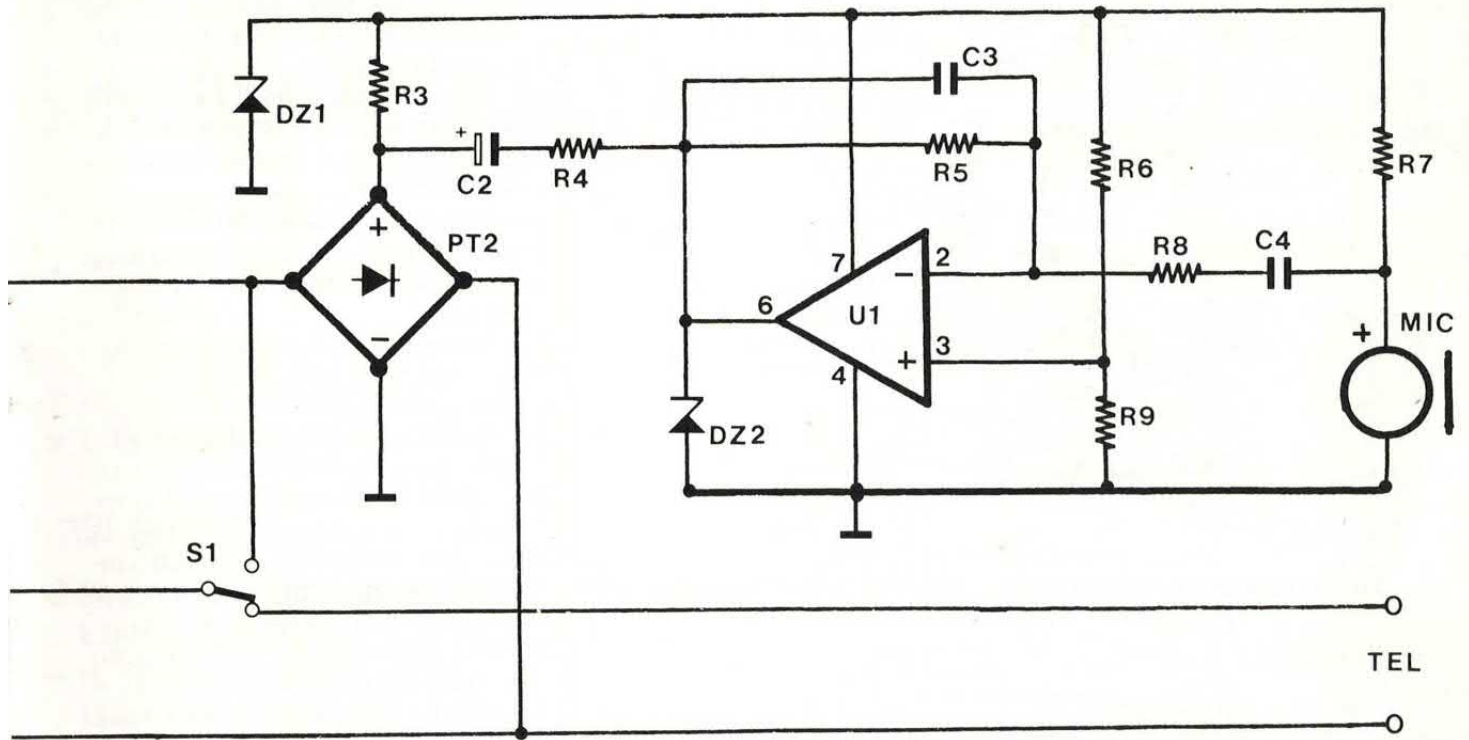 C3
R3
DZ1
+
C2
R4
R5
R6
R7
+
PT2
−
R8
C4
7
−
2
6
U1
MIC
+
3
+
4
R9
DZ2
S1
TEL